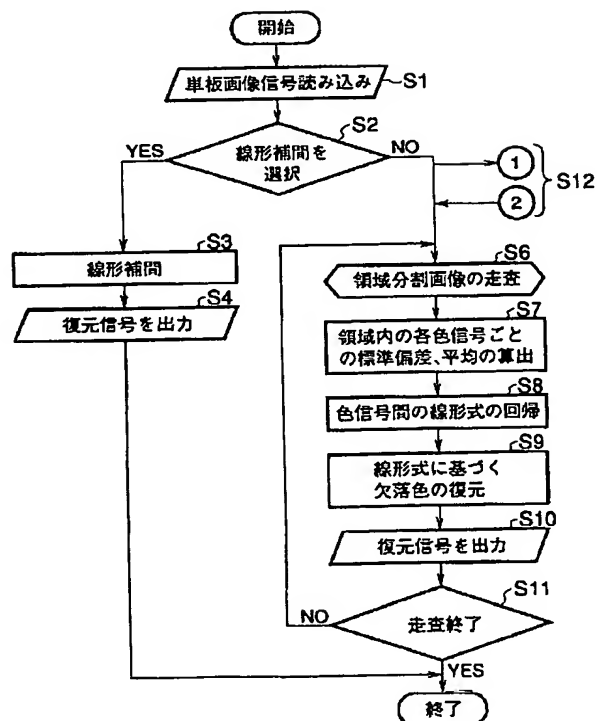 開始
単板画像信号読み込み
S1
S2
YES
線形補間を
選択
NO
1
2
S12
S3
線形補間
S4
復元信号を出力
S6
領域分割画像の走査
S7
領域内の各色信号ごと
の標準偏差、平均の算出
S8
色信号間の線形式の回帰
S9
線形式に基づく
欠落色の復元
S10
復元信号を出力
S11
NO
走査終了
YES
終了